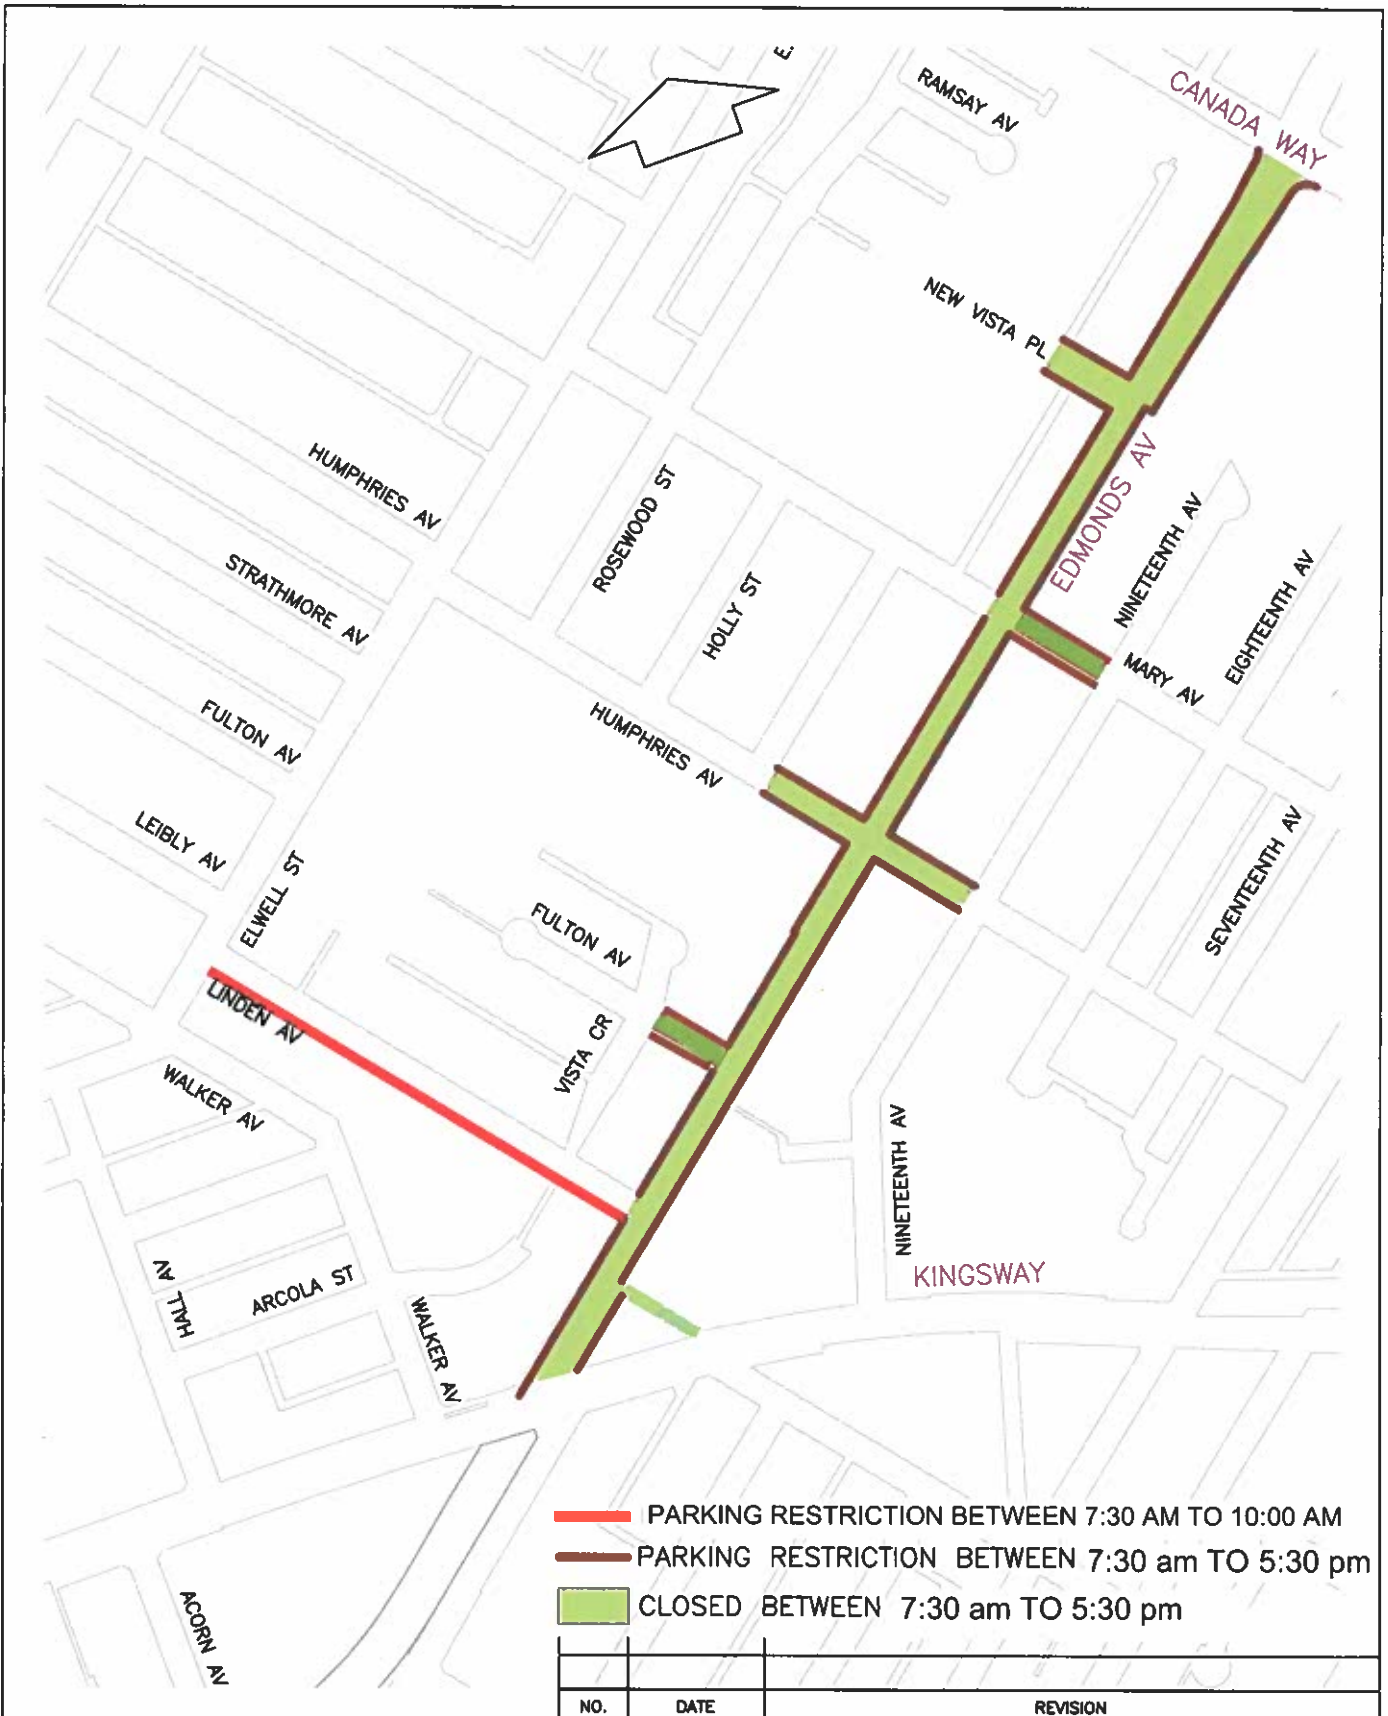 E.
RAMSAY AV
CANADA WAY
NEW VISTA PL
EDMONDS AV
HUMPHRIES AV
ROSEWOOD ST
NINETEENTH AV
STRATHMORE AV
HOLLY ST
EIGHTEENTH AV
MARY AV
FULTON AV
HUMPHRIES AV
LEIBLY AV
ELWELL ST
SEVENTEENTH AV
FULTON AV
LINDEN AV
VISTA CR
WALKER AV
NINETEENTH AV
KINGSWAY
HALL AV
ARCOLA ST
WALKER AV
ACORN AV
PARKING RESTRICTION BETWEEN 7:30 AM TO 10:00 AM
PARKING RESTRICTION BETWEEN 7:30 am TO 5:30 pm
CLOSED BETWEEN 7:30 am TO 5:30 pm
NO. DATE REVISION